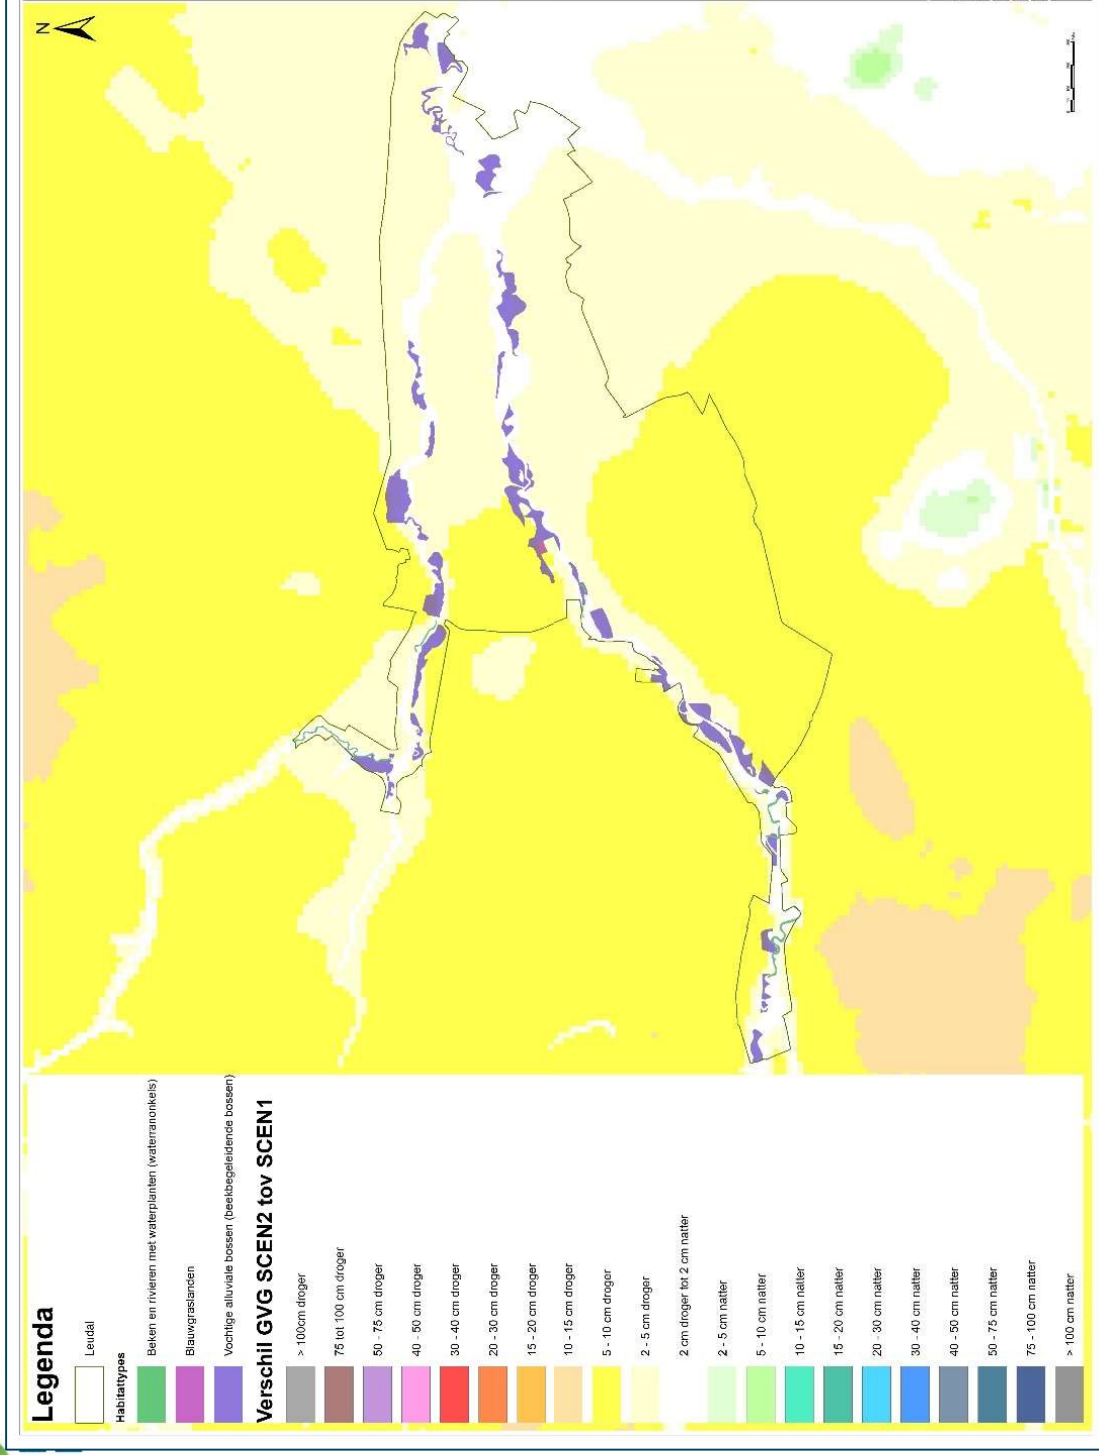 N
Legenda
Leudal
Habitattypes
Beken en rivieren met waterplanten (waterranonkels)
Blauwgraslanden
Vochtige alluviale bossen (beekbegeleidende bossen)
Verschil GVG SCEN2 tov SCEN1
> 100cm droger
75 tot 100 cm droger
50 - 75 cm droger
40 - 50 cm droger
30 - 40 cm droger
20 - 30 cm droger
15 - 20 cm droger
10 - 15 cm droger
5 - 10 cm droger
2 - 5 cm droger
2 cm droger tot 2 cm natter
2 - 5 cm natter
5 - 10 cm natter
10 - 15 cm natter
15 - 20 cm natter
20 - 30 cm natter
30 - 40 cm natter
40 - 50 cm natter
50 - 75 cm natter
75 - 100 cm natter
> 100 cm natter